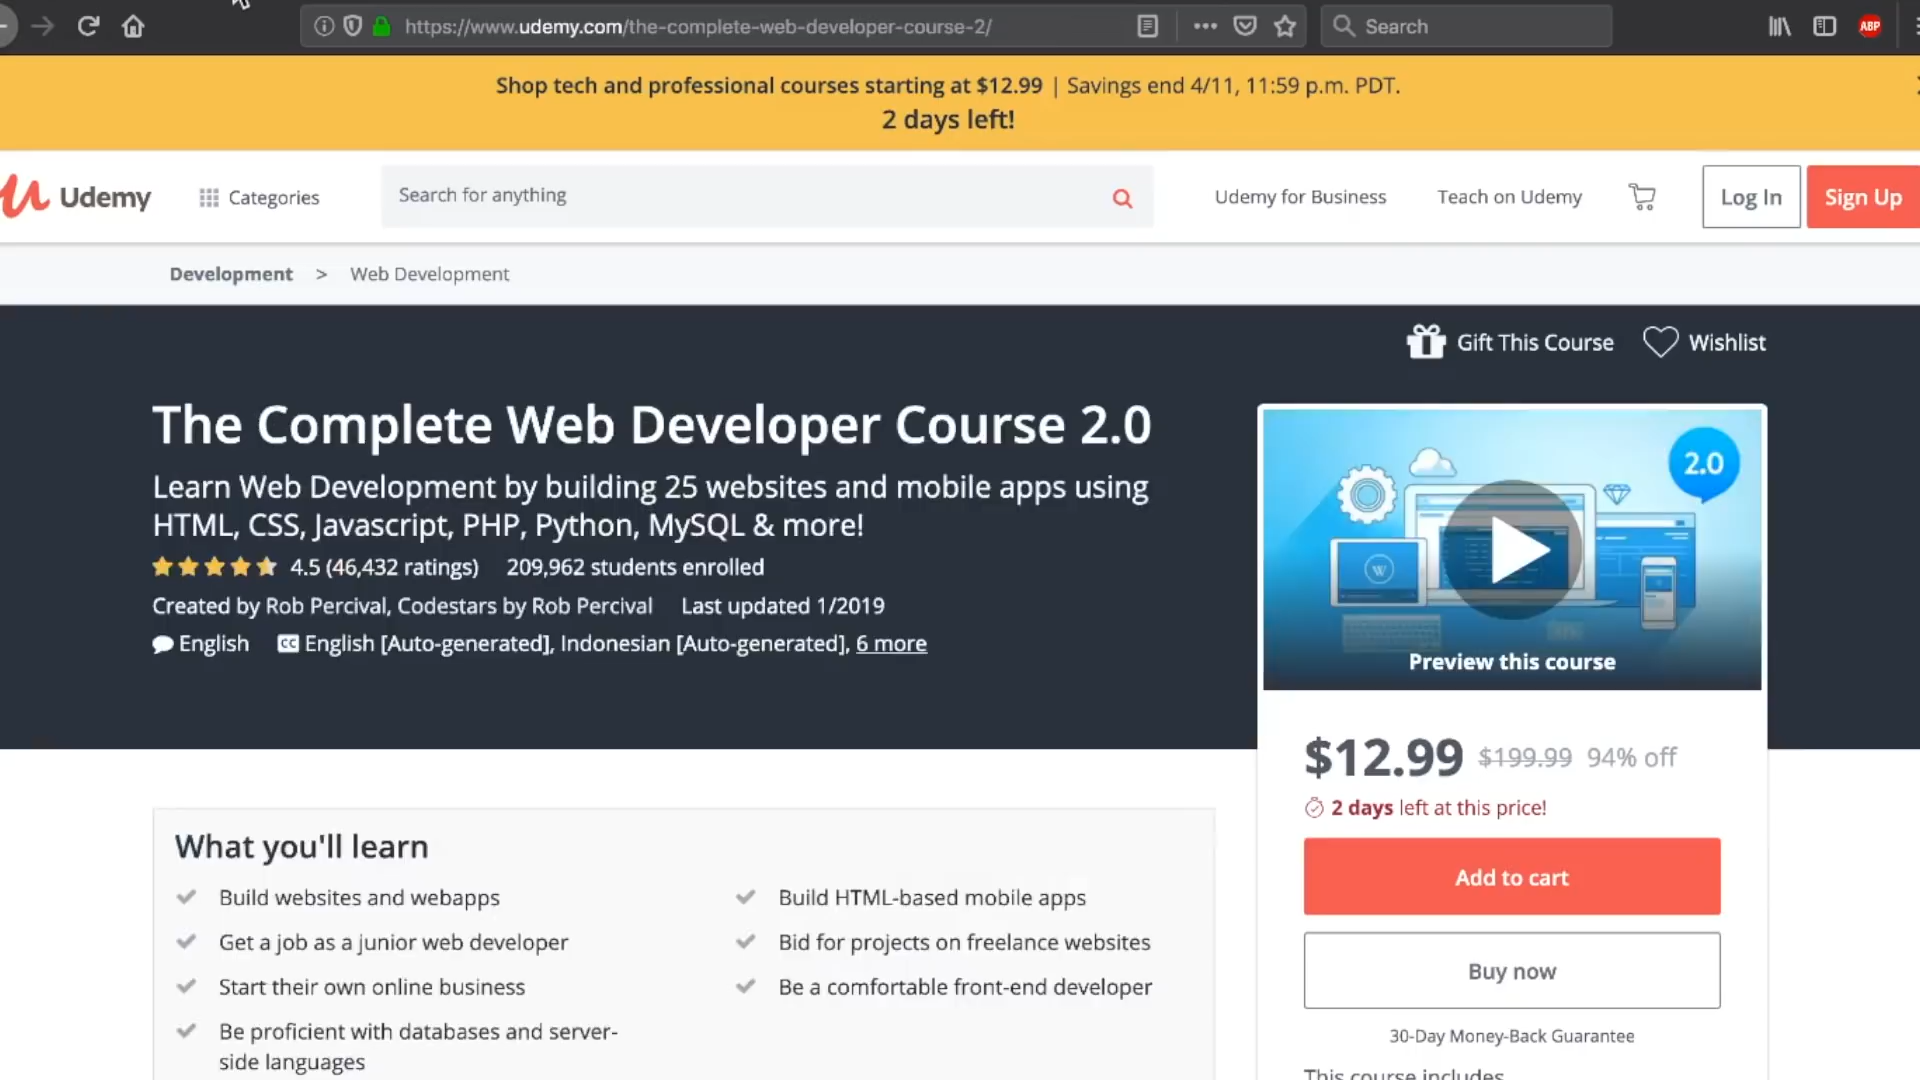 https://www.udemy.com/the-complete-web-developer-course-2/
Search
ABP
Shop tech and professional courses starting at $12.99 | Savings end 4/11, 11:59 p.m. PDT.
2 days left!
Udemy
Categories
Search for anything
Udemy for Business
Teach on Udemy
Log In
Sign Up
Development > Web Development
Gift This Course
Wishlist
The Complete Web Developer Course 2.0
Learn Web Development by building 25 websites and mobile apps using
HTML, CSS, Javascript, PHP, Python, MySQL & more!
4.5 (46,432 ratings) 209,962 students enrolled
Created by Rob Percival, Codestars by Rob Percival Last updated 1/2019
English CC English [Auto-generated], Indonesian [Auto-generated], 6 more
2.0
W
Preview this course
$12.99 $199.99 94% off
2 days left at this price!
Add to cart
Buy now
30-Day Money-Back Guarantee
This course includes
What you'll learn
Build websites and webapps
Get a job as a junior web developer
Start their own online business
Be proficient with databases and server-
side languages
Build HTML-based mobile apps
Bid for projects on freelance websites
Be a comfortable front-end developer